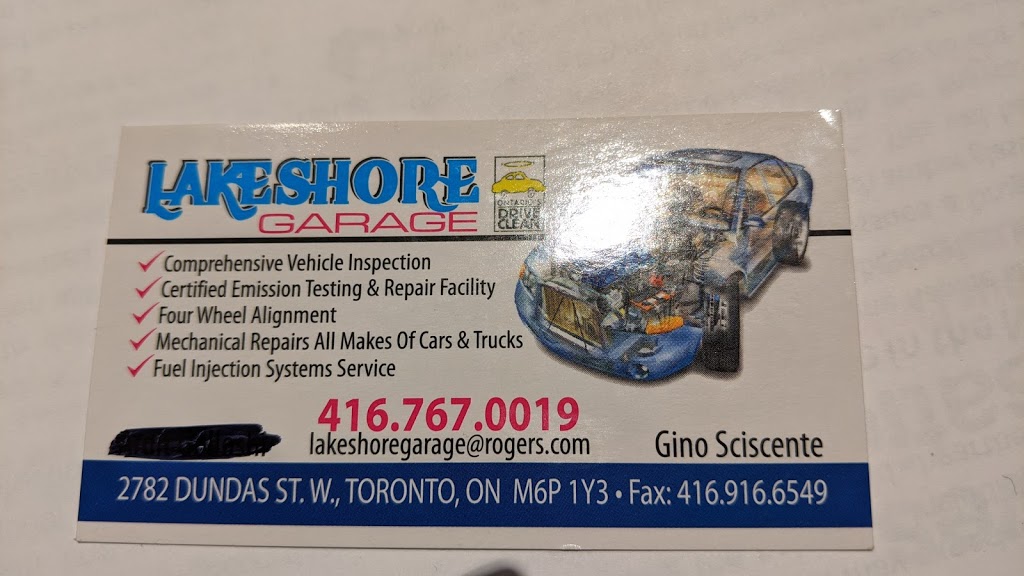 LAKESHORE
GARAGE
ONTARIO'S
DRIVE
CLEAN
Comprehensive Vehicle Inspection
Certified Emission Testing & Repair Facility
Four Wheel Alignment
Mechanical Repairs All Makes Of Cars & Trucks
Fuel Injection Systems Service
416.767.0019
lakeshoregarage@rogers.com
Gino Sciscente
2782 DUNDAS ST. W., TORONTO, ON M6P 1Y3 • Fax: 416.916.6549